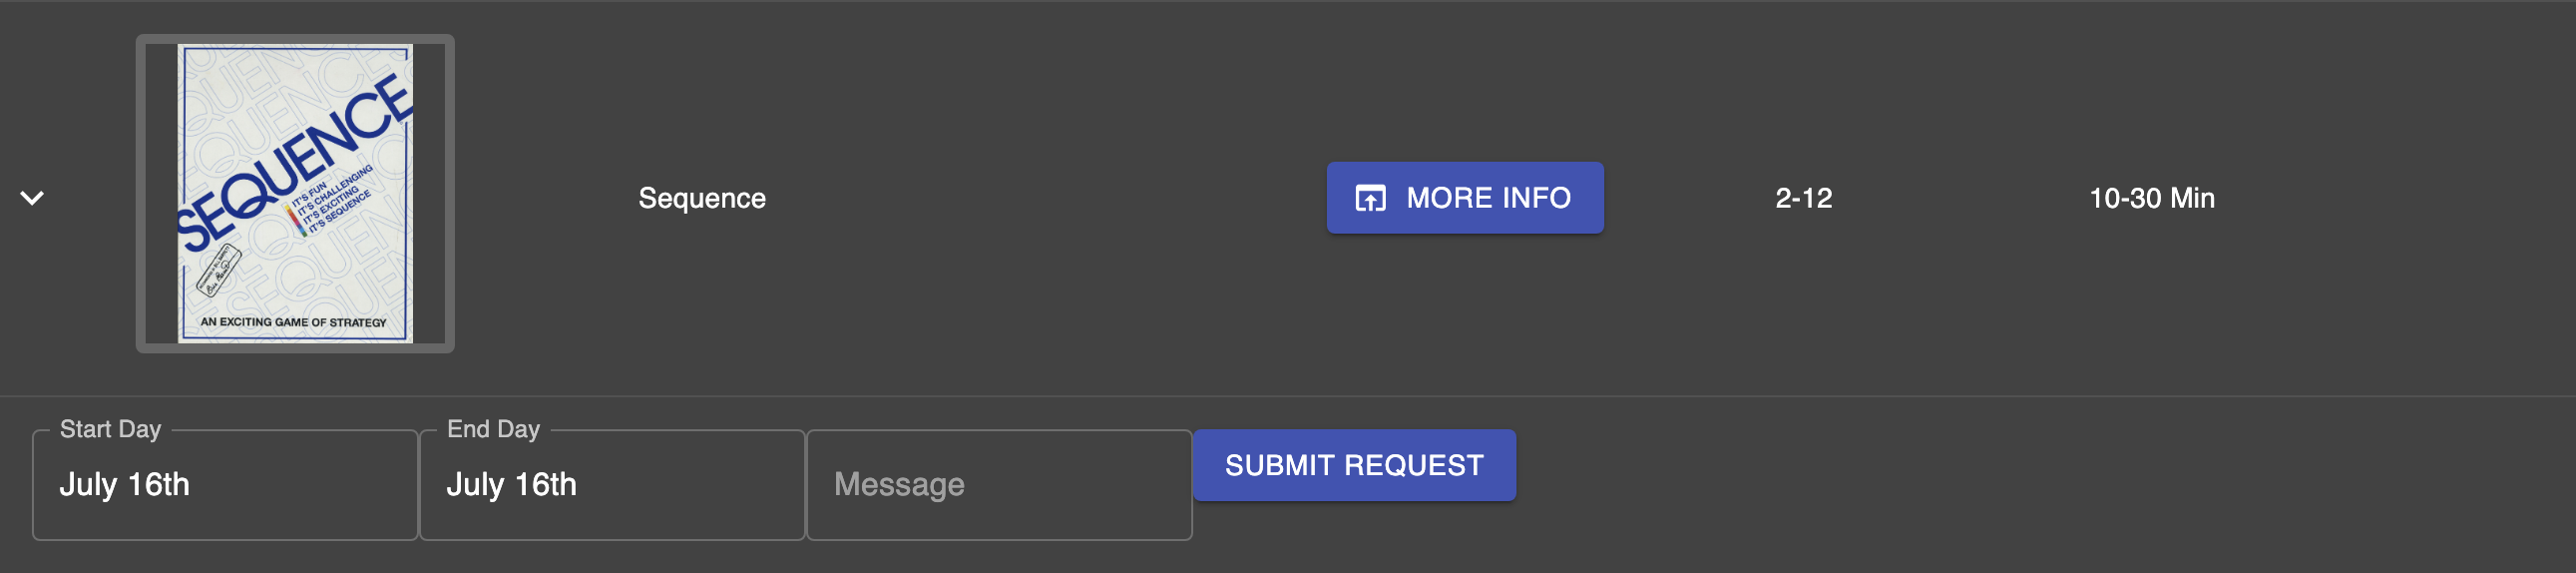 SEQUENCE
IT'S FUN
IT'S CHALLENGING
IT'S EXCITING
IT'S SEQUENCE
AN EXCITING GAME OF STRATEGY
Sequence
MORE INFO
2-12
10-30 Min
Start Day
July 16th
End Day
July 16th
Message
SUBMIT REQUEST